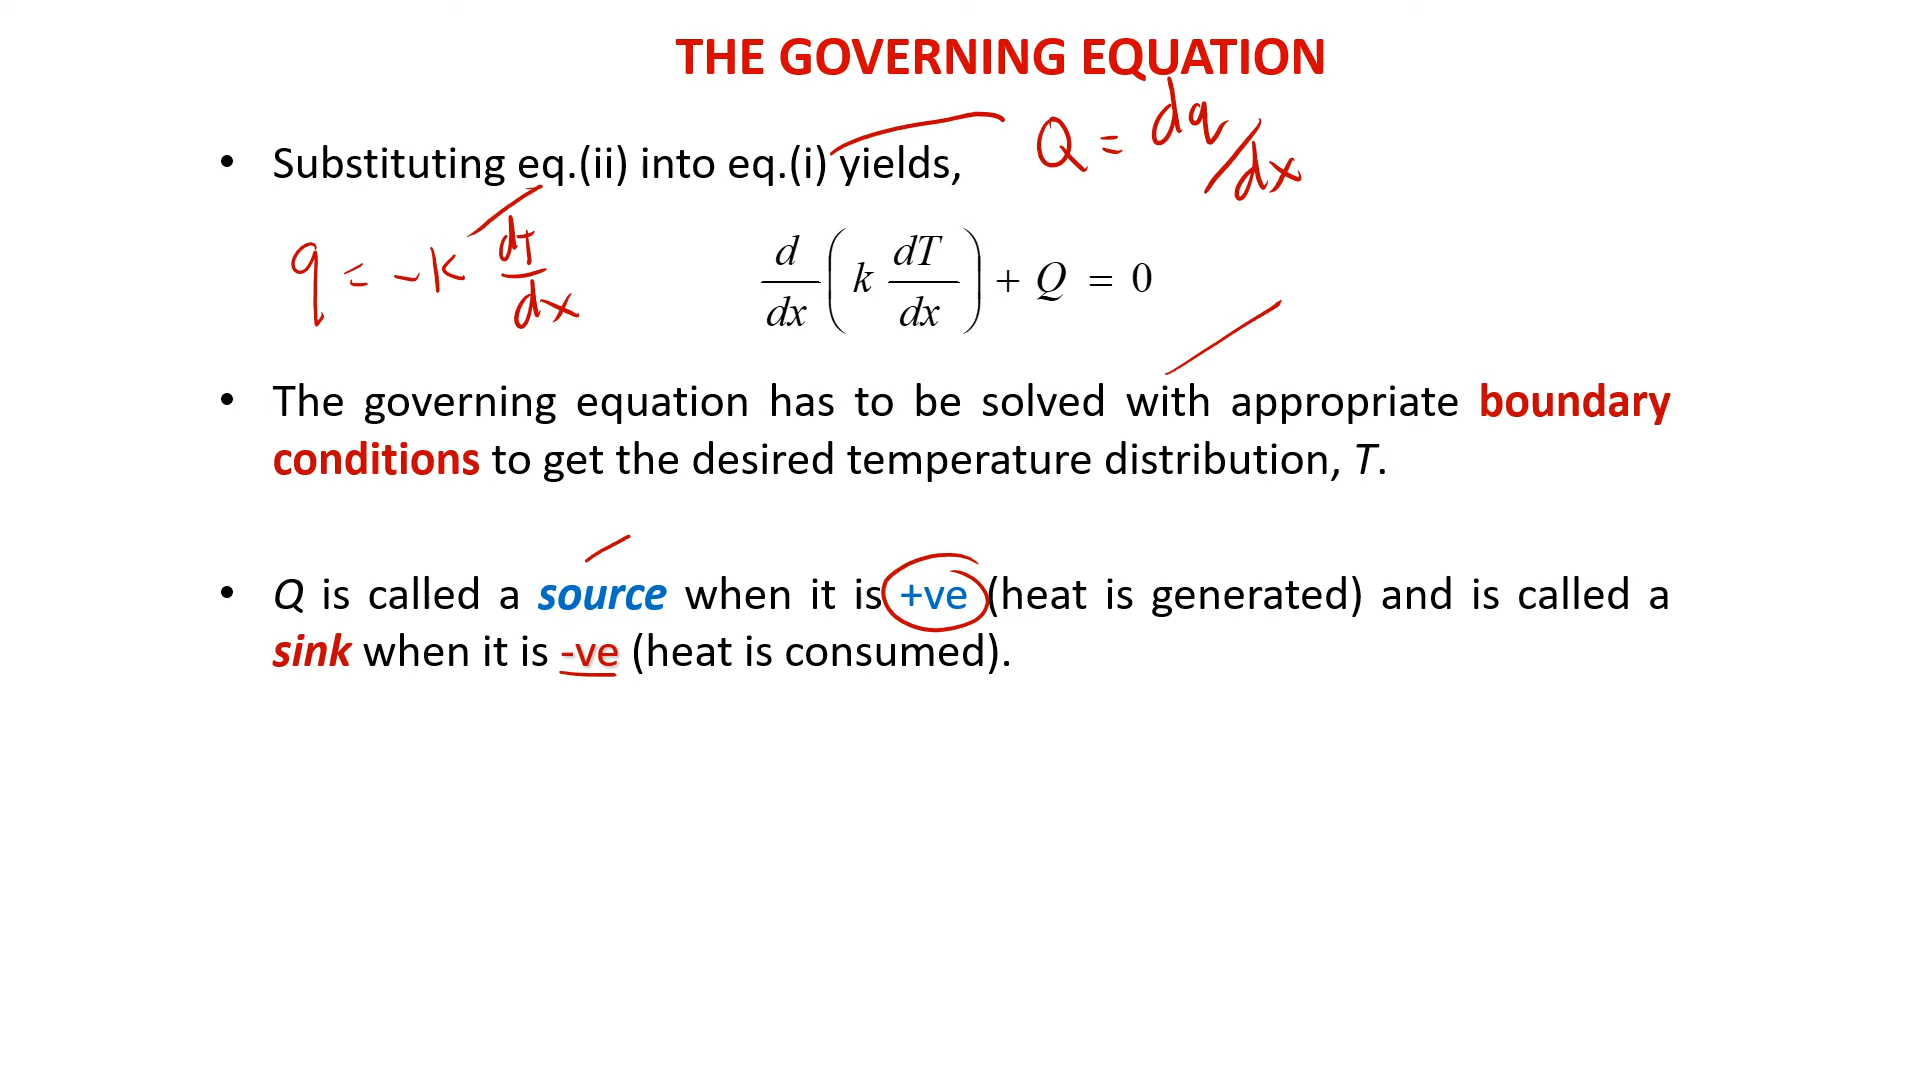 THE GOVERNING EQUATION
Q = dq/dx
• Substituting eq.(ii) into eq.(i) yields,
q = -k dT/dx
d/dx ( k dT/dx ) + Q = 0
• The governing equation has to be solved with appropriate boundary
conditions to get the desired temperature distribution, T.
• Q is called a source when it is +ve (heat is generated) and is called a
sink when it is -ve (heat is consumed).